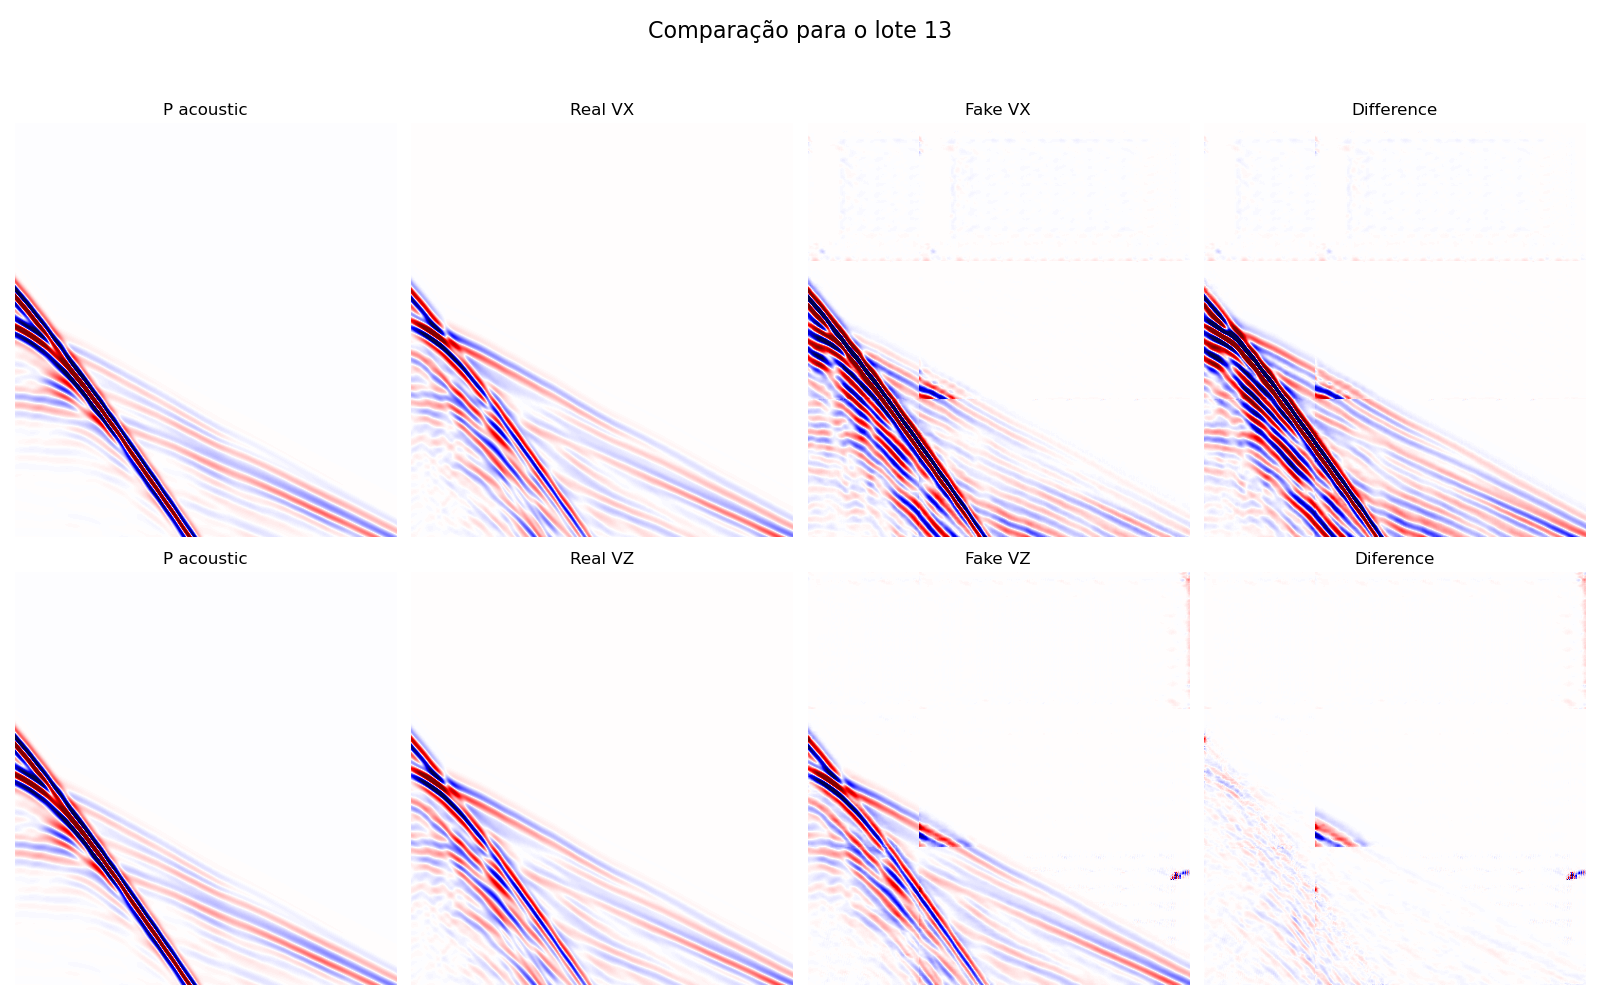 Comparação para o lote 13
P acoustic
Real VX
Fake VX
Difference
P acoustic
Real VZ
Fake VZ
Diference